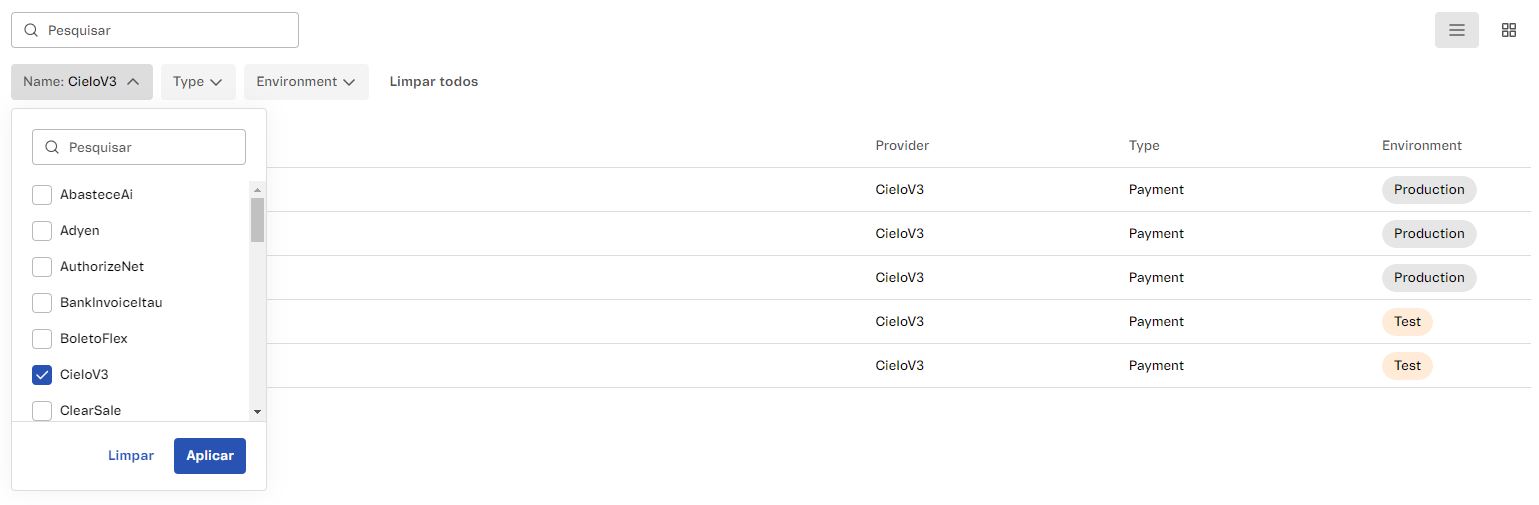 Pesquisar
Name: CieloV3 Type Environment Limpar todos
Pesquisar
AbasteceAi
Adyen
AuthorizeNet
BankInvoiceItau
BoletoFlex
CieloV3
ClearSale
Limpar Aplicar
Provider Type Environment
CieloV3 Payment Production
CieloV3 Payment Production
CieloV3 Payment Production
CieloV3 Payment Test
CieloV3 Payment Test